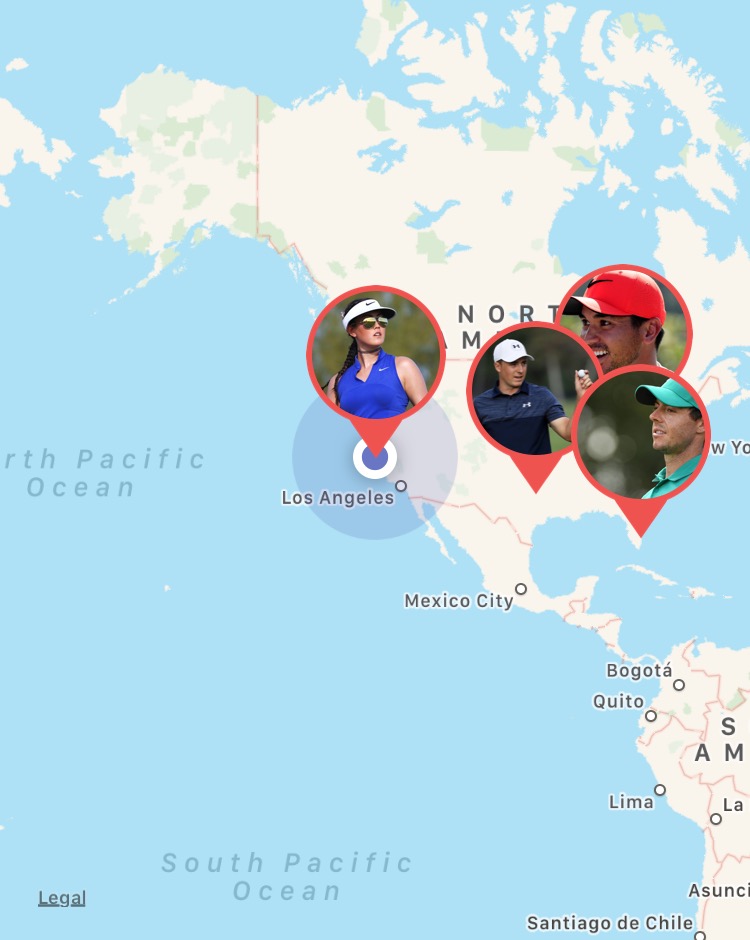 NORT
AM
rth Pacific
Ocean
w Yo
Los Angeles
Mexico City
Bogotá
Quito
S
AM
Lima
La
South Pacific
Ocean
Legal
Asunci
Santiago de Chile